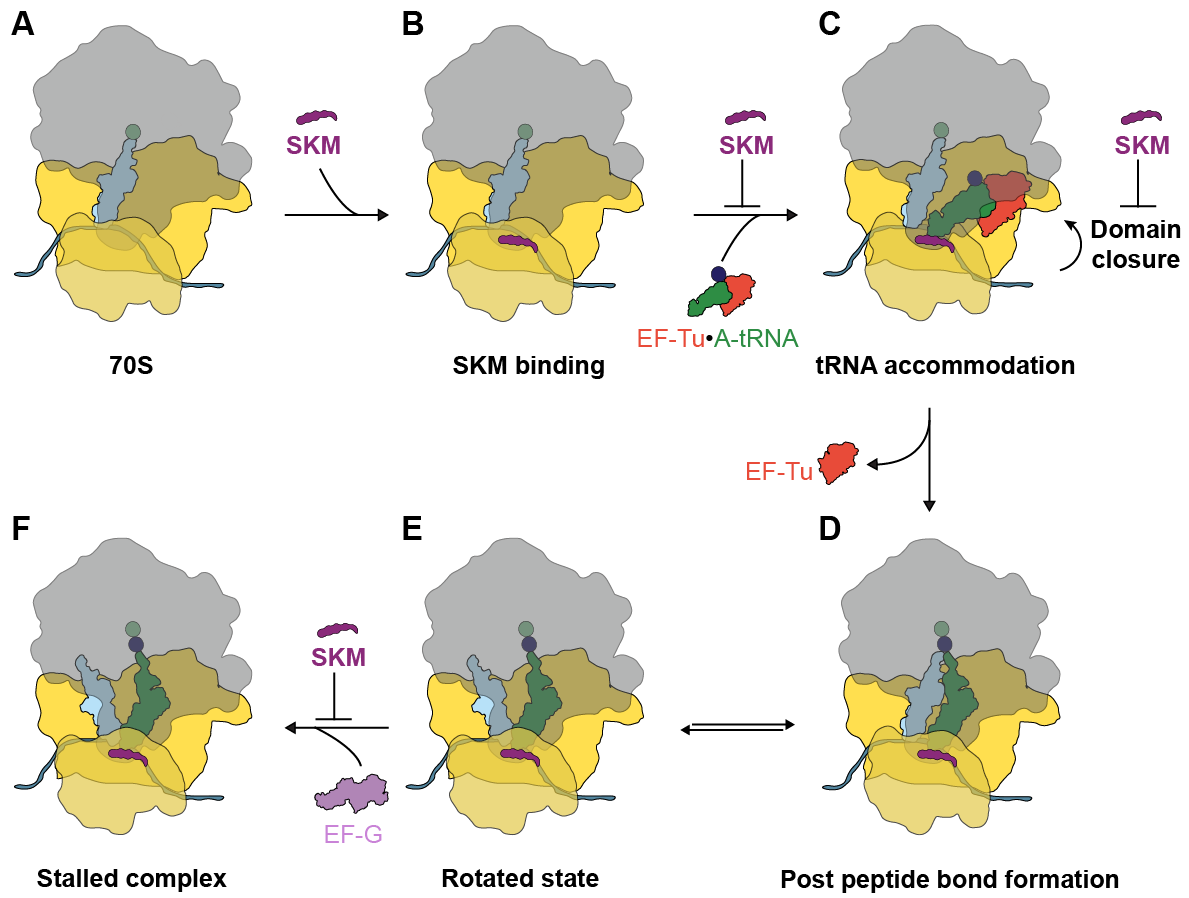 A
B
C
SKM
SKM
SKM
Domain
closure
EF-Tu•A-tRNA
70S
SKM binding
tRNA accommodation
EF-Tu
F
E
D
SKM
EF-G
Stalled complex
Rotated state
Post peptide bond formation